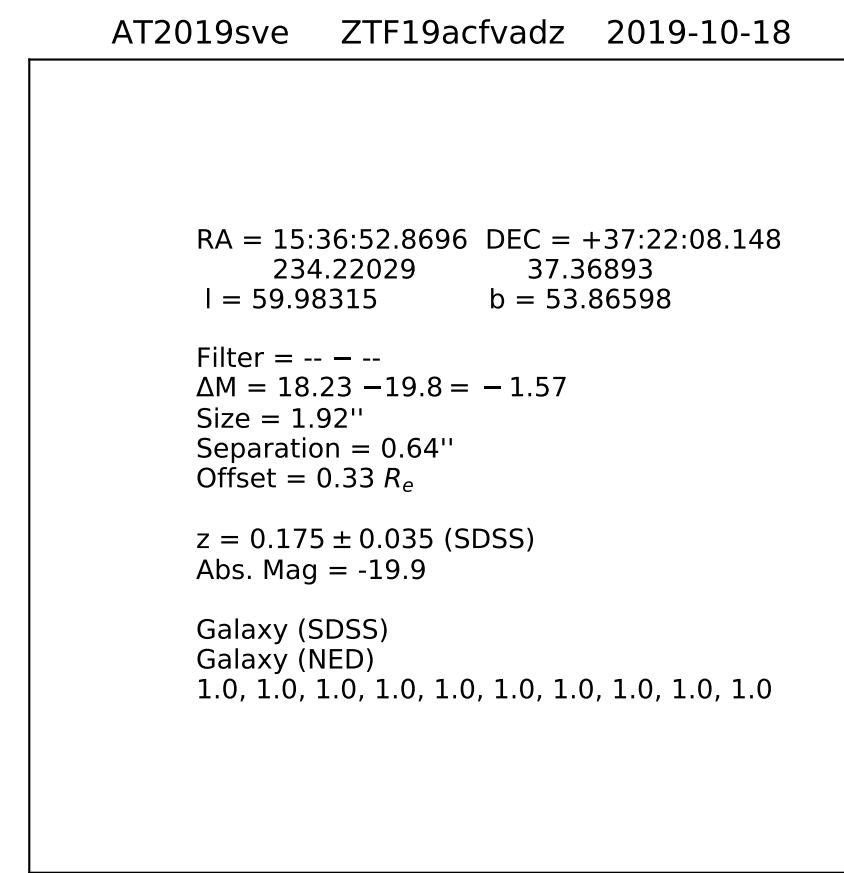 AT2019sve ZTF19acfvadz 2019-10-18
RA = 15:36:52.8696 DEC = +37:22:08.148
234.22029 37.36893
l = 59.98315 b = 53.86598
Filter = -- − --
ΔM = 18.23 −19.8 = − 1.57
Size = 1.92''
Separation = 0.64''
Offset = 0.33 Re
z = 0.175 ± 0.035 (SDSS)
Abs. Mag = -19.9
Galaxy (SDSS)
Galaxy (NED)
1.0, 1.0, 1.0, 1.0, 1.0, 1.0, 1.0, 1.0, 1.0, 1.0